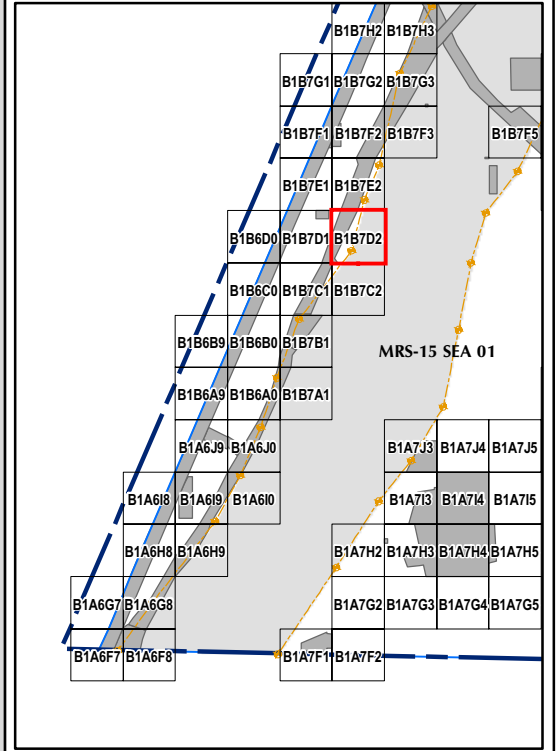 B1B7H2 B1B7H3
B1B7G1 B1B7G2 B1B7G3
B1B7F1 B1B7F2 B1B7F3 B1B7F5
B1B7E1 B1B7E2
B1B6D0 B1B7D1 B1B7D2
B1B6C0 B1B7C1 B1B7C2
B1B6B9 B1B6B0 B1B7B1
MRS-15 SEA 01
B1B6A9 B1B6A0 B1B7A1
B1A6J9 B1A6J0 B1A7J3 B1A7J4 B1A7J5
B1A6I8 B1A6I9 B1A6I0 B1A7I3 B1A7I4 B1A7I5
B1A6H8 B1A6H9 B1A7H2 B1A7H3 B1A7H4 B1A7H5
B1A6G7 B1A6G8 B1A7G2 B1A7G3 B1A7G4 B1A7G5
B1A6F7 B1A6F8 B1A7F1 B1A7F2